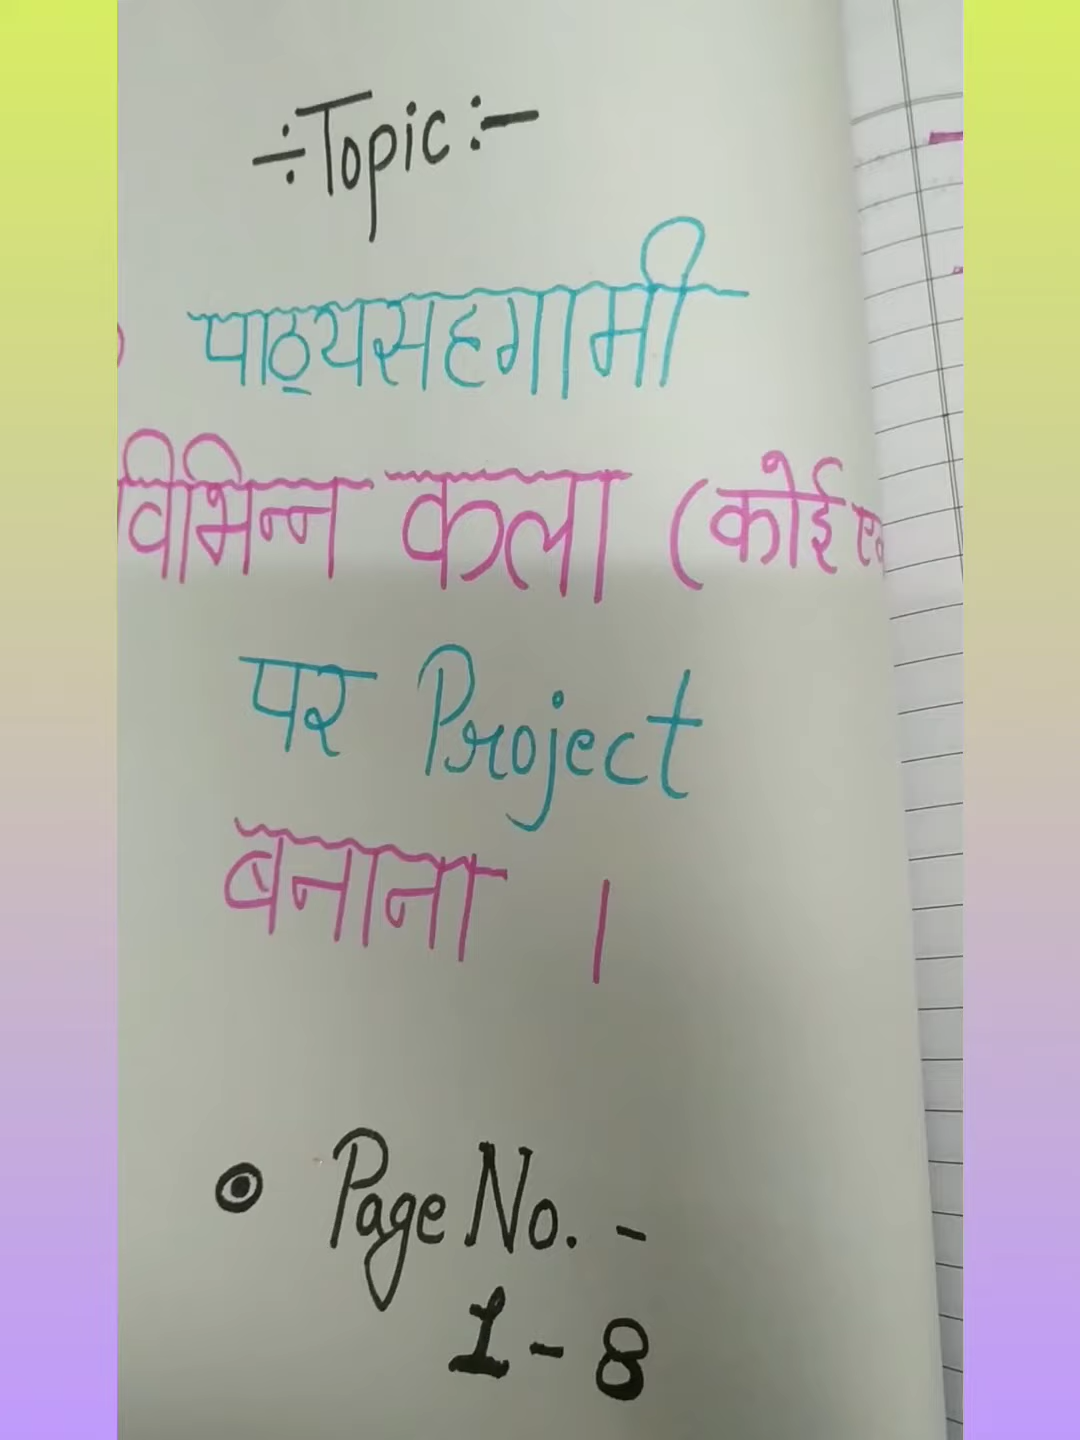 ÷Topic:-
पाठ्यसहगामी
विभिन्न कला (कोई
पर Project
बनाना ।
Page No. -
1 - 8